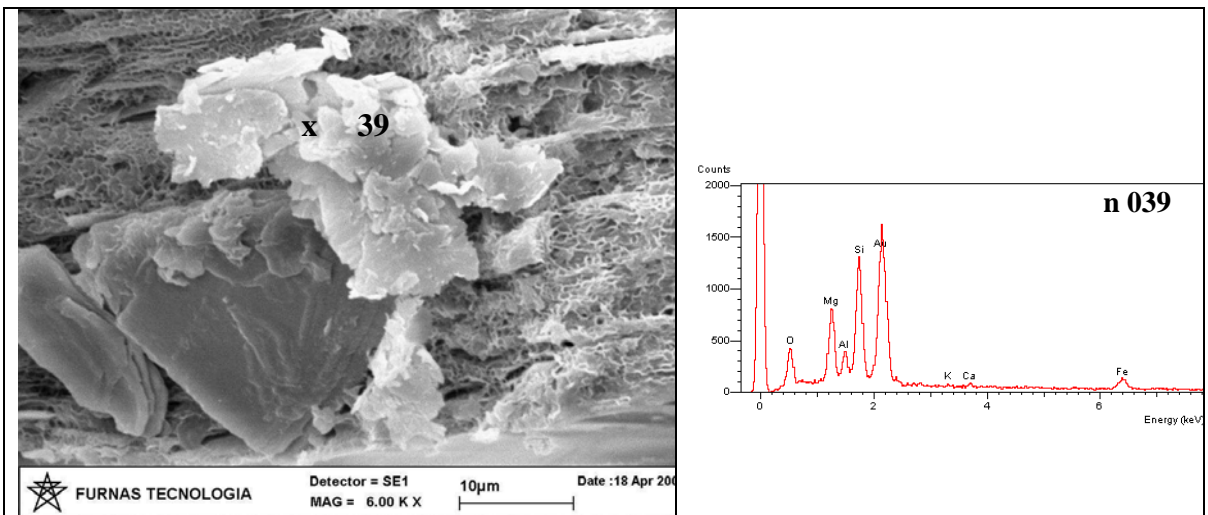 x 39
FURNAS TECNOLOGIA
Detector = SE1
MAG = 6.00 K X
10µm
Date :18 Apr
Counts
n 039
2000
1500
1000
500
0
O
Mg
Al
Si
Au
K
Ca
Fe
0
2
4
6
Energy (keV)